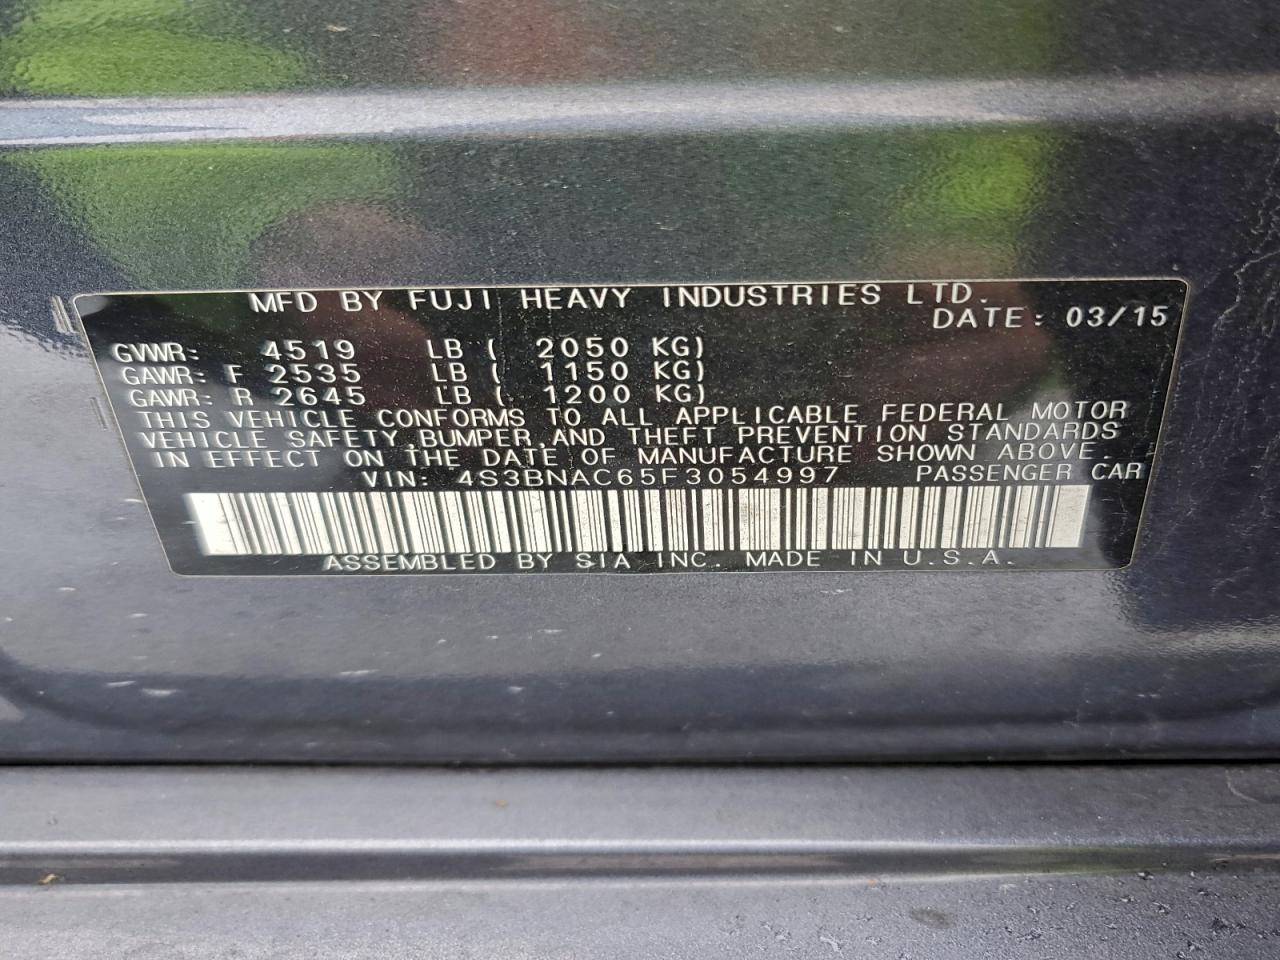 MFD BY FUJI HEAVY INDUSTRIES LTD.
DATE: 03/15
GVWR: 4519 LB ( 2050 KG)
GAWR: F 2535 LB ( 1150 KG)
GAWR: R 2645 LB ( 1200 KG)
THIS VEHICLE CONFORMS TO ALL APPLICABLE FEDERAL MOTOR
VEHICLE SAFETY,BUMPER,AND THEFT PREVENTION STANDARDS
IN EFFECT ON THE DATE OF MANUFACTURE SHOWN ABOVE.
VIN: 4S3BNAC65F3054997 PASSENGER CAR
ASSEMBLED BY SIA INC. MADE IN U.S.A.